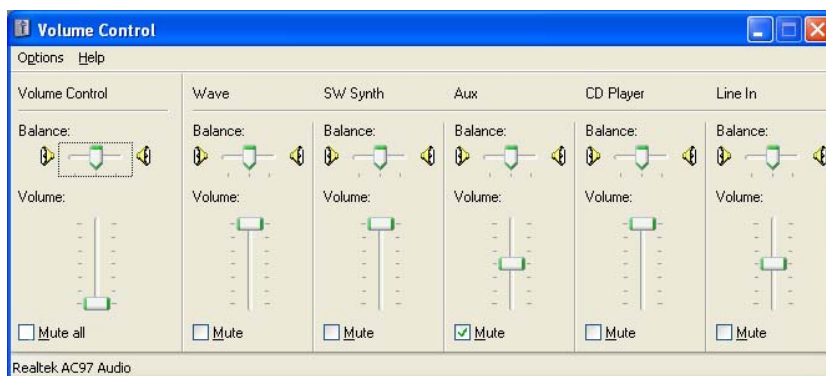 Volume Control
Options Help
Volume Control Wave SW Synth Aux CD Player Line In
Balance: Balance: Balance: Balance: Balance: Balance:
Volume: Volume: Volume: Volume: Volume: Volume:
Mute all Mute Mute Mute Mute Mute
Realtek AC97 Audio